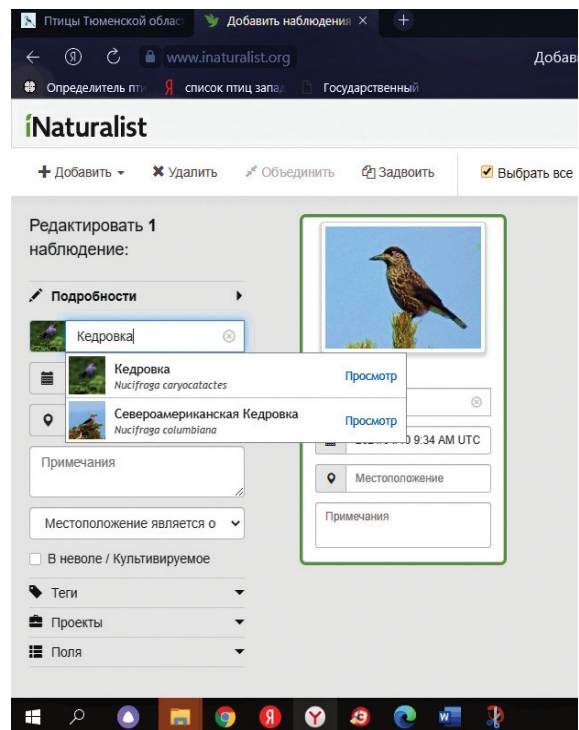 Птицы Тюменской облас
Добавить наблюдения
www.inaturalist.org
Добави
Определитель пти
Я список птиц запад
Государственный
iNaturalist
Добавить
Удалить
Объединить
Задвоить
Выбрать все
Редактировать 1
наблюдение:
Подробности
Кедровка
Кедровка
Nucifraga caryocatactes
Просмотр
Североамериканская Кедровка
Nucifraga columbiana
Просмотр
9:34 AM UTC
Примечания
Местоположение
Местоположение является о
Примечания
В неволе / Культивируемое
Теги
Проекты
Поля